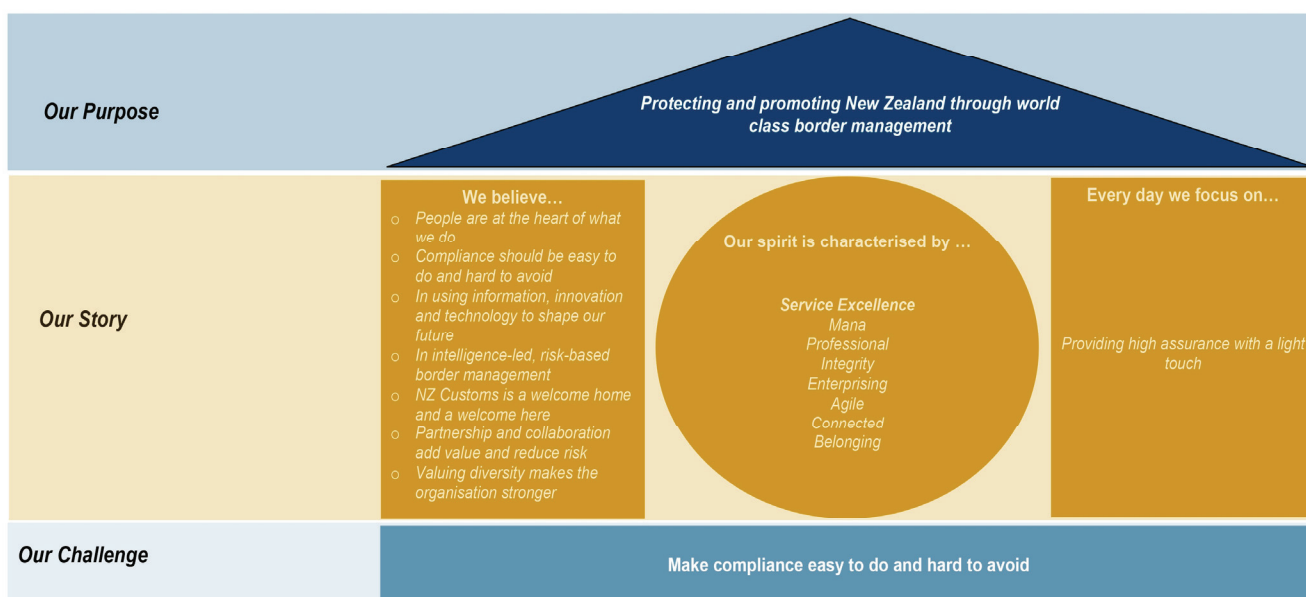 Our Purpose
Protecting and promoting New Zealand through world
class border management
Our Story
We believe…
o People are at the heart of what
we do
o Compliance should be easy to
do and hard to avoid
o In using information, innovation
and technology to shape our
future
o In intelligence-led, risk-based
border management
o NZ Customs is a welcome home
and a welcome here
o Partnership and collaboration
add value and reduce risk
o Valuing diversity makes the
organisation stronger
Our spirit is characterised by …
Service Excellence
Mana
Professional
Integrity
Enterprising
Agile
Connected
Belonging
Every day we focus on…
Providing high assurance with a light
touch
Our Challenge
Make compliance easy to do and hard to avoid